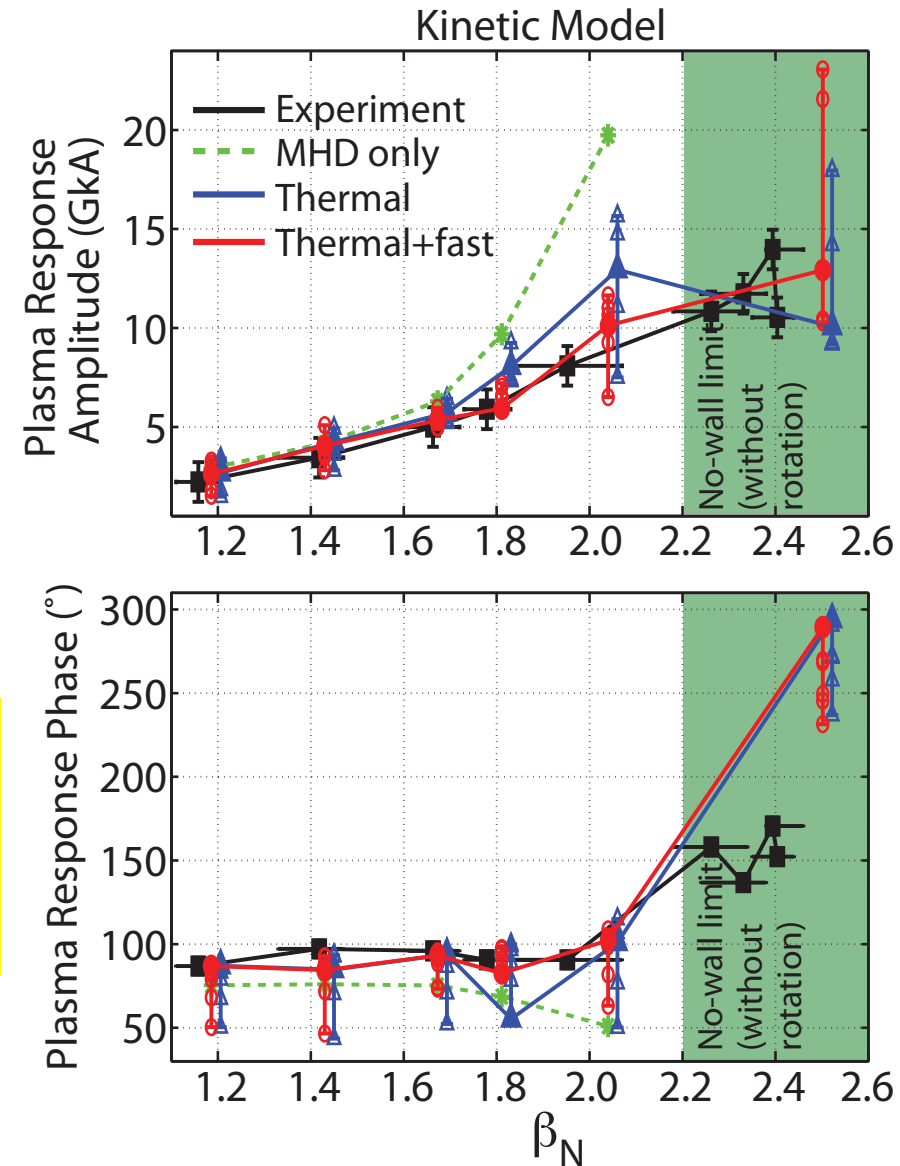 Kinetic Model
Plasma Response
Amplitude (GkA)
20
15
10
5
Experiment
MHD only
Thermal
Thermal+fast
No-wall limit
(without
rotation)
1.2 1.4 1.6 1.8 2.0 2.2 2.4 2.6
Plasma Response Phase (°)
300
250
200
150
100
50
No-wall limit
(without
rotation)
1.2 1.4 1.6 1.8 2.0 2.2 2.4 2.6
βN